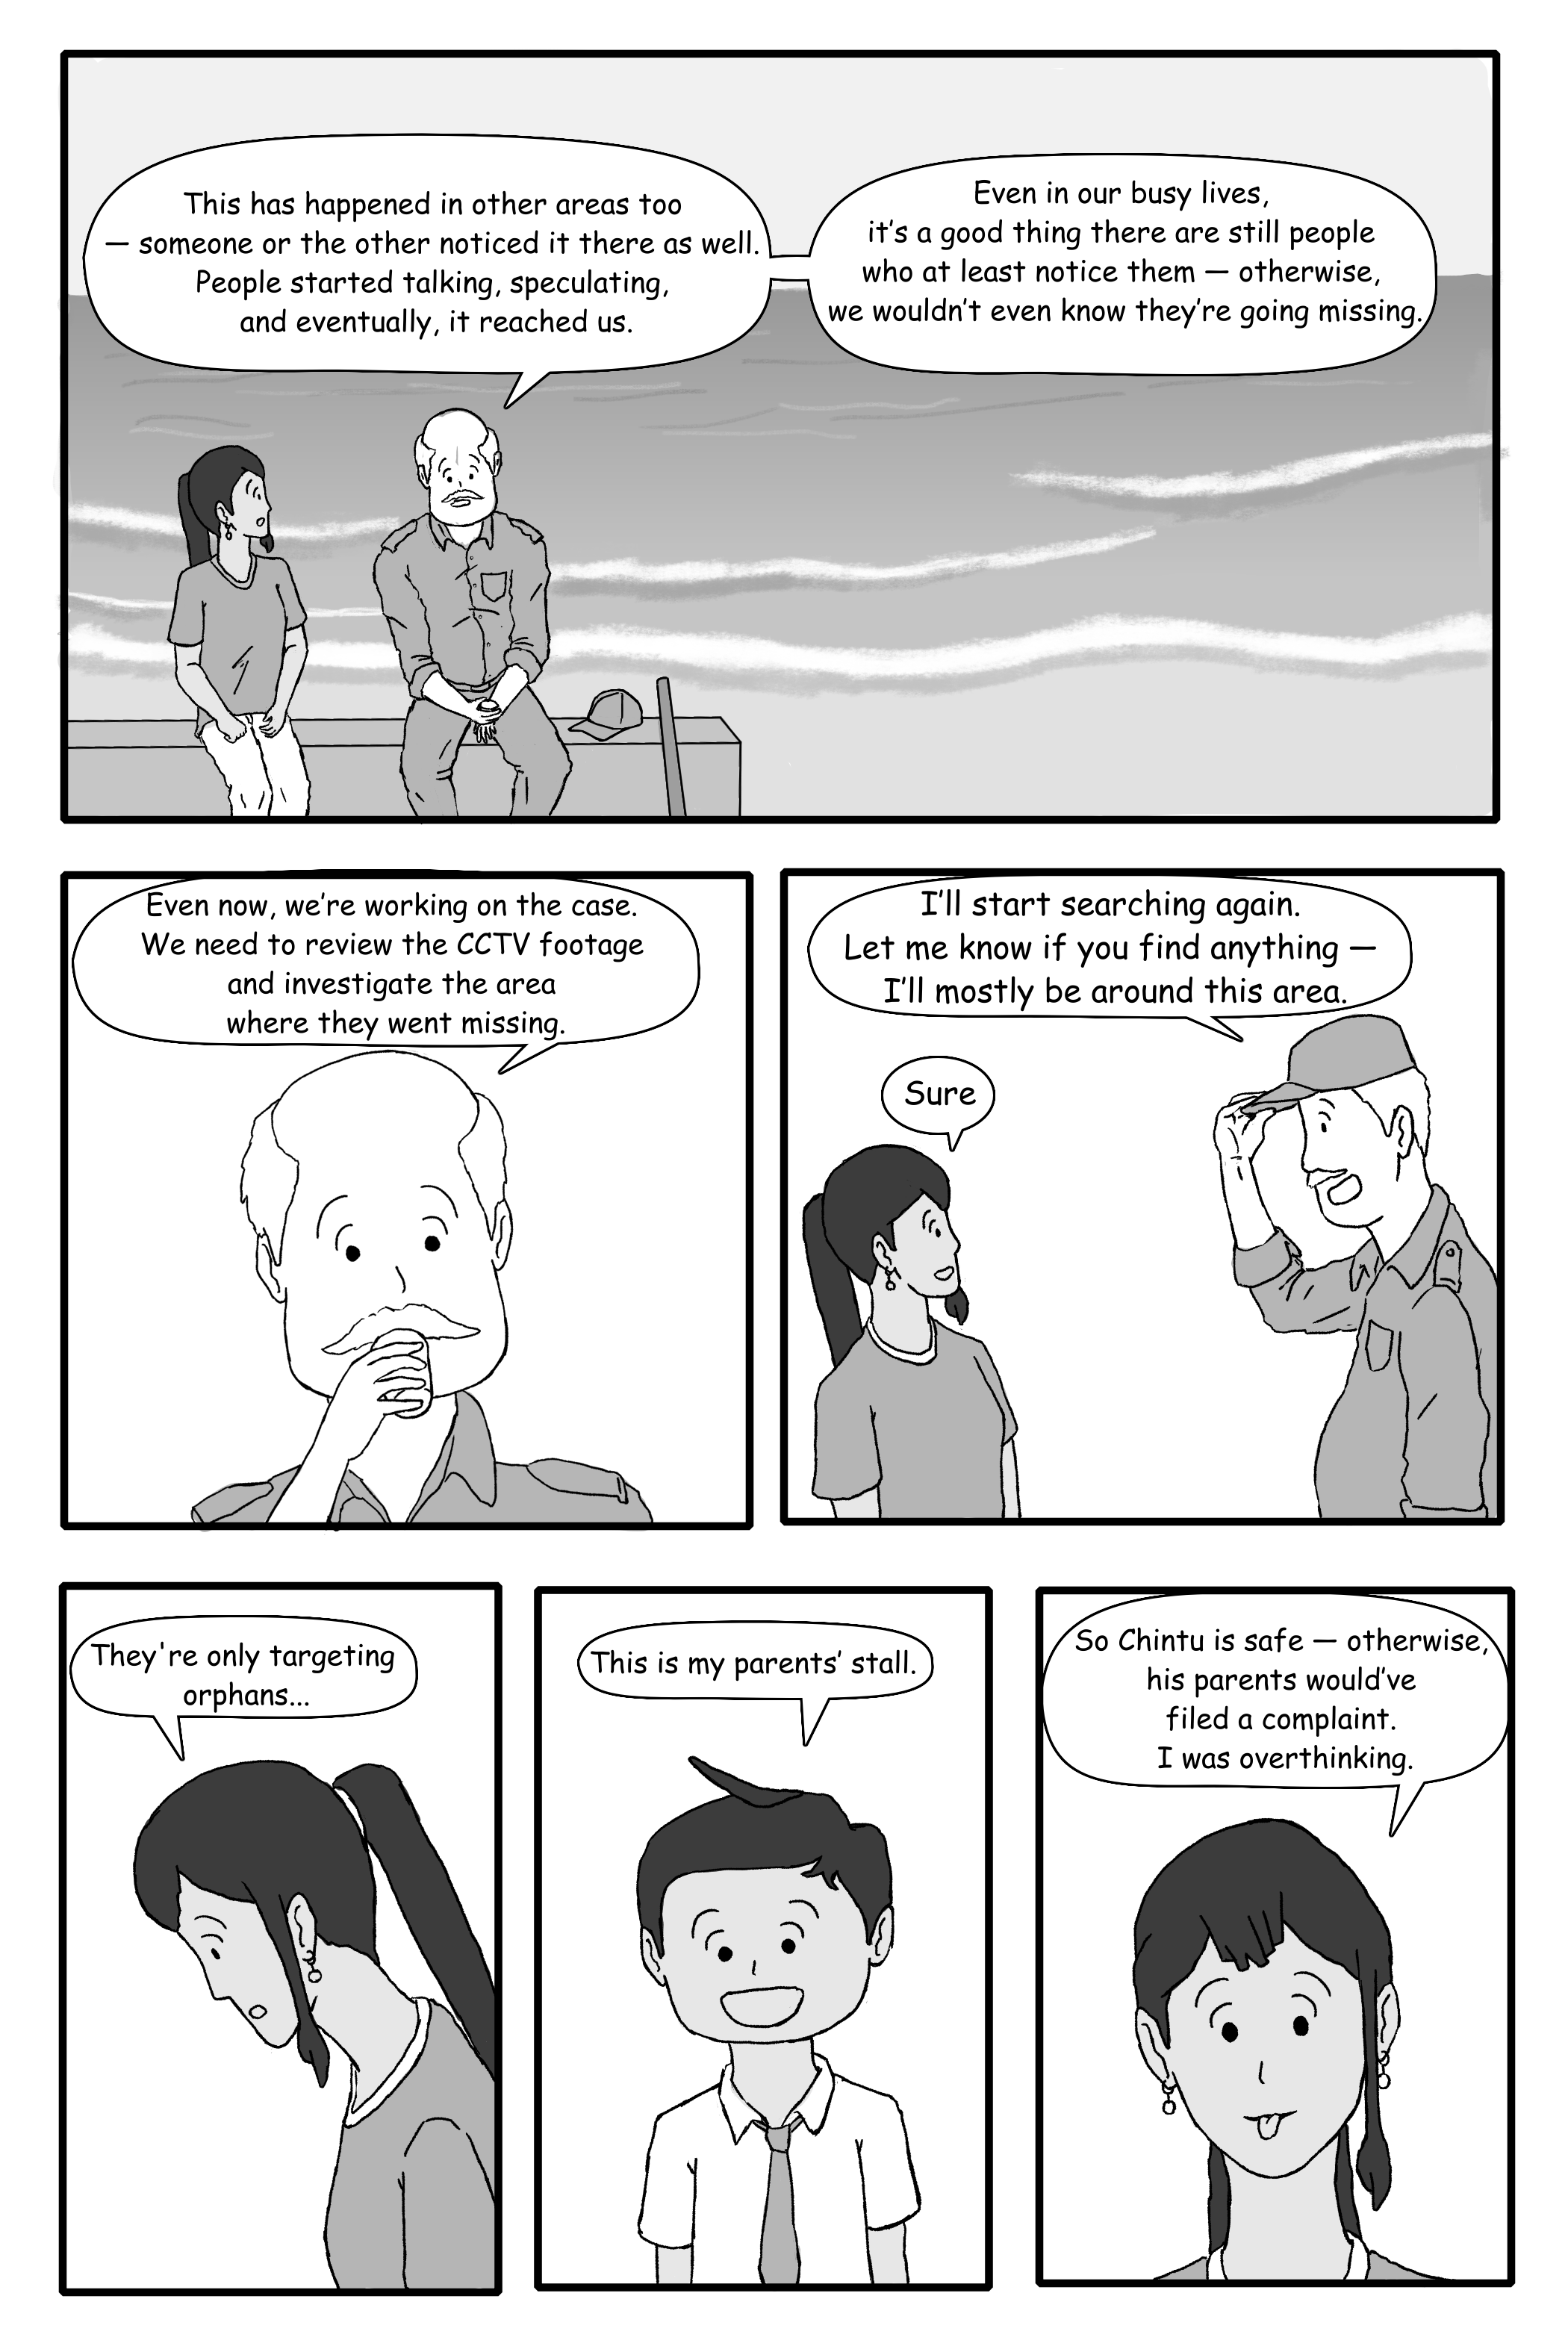 This has happened in other areas too
— someone or the other noticed it there as well.
People started talking, speculating,
and eventually, it reached us.
Even in our busy lives,
it’s a good thing there are still people
who at least notice them — otherwise,
we wouldn’t even know they’re going missing.
Even now, we’re working on the case.
We need to review the CCTV footage
and investigate the area
where they went missing.
I’ll start searching again.
Let me know if you find anything —
I’ll mostly be around this area.
Sure
They're only targeting
orphans...
This is my parents’ stall.
So Chintu is safe — otherwise,
his parents would’ve
filed a complaint.
I was overthinking.